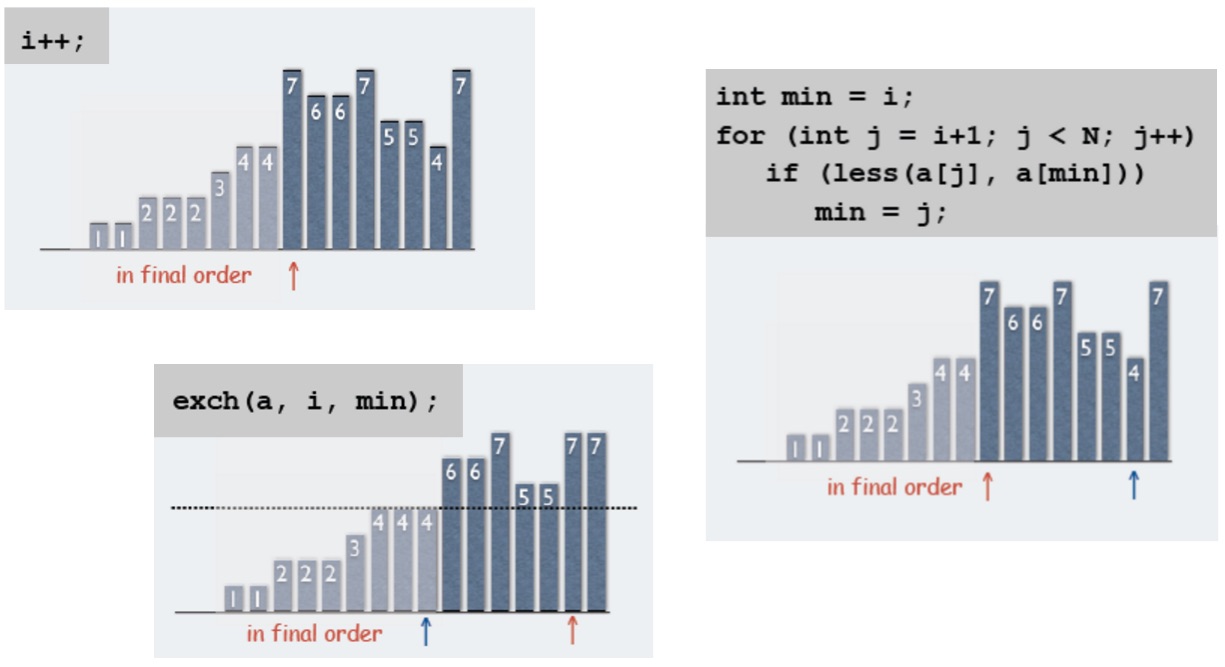 i++;
1 1 2 2 2 3 4 4 7 6 6 7 5 5 4 7
in final order
int min = i;
for (int j = i+1; j < N; j++)
if (less(a[j], a[min]))
min = j;
1 1 2 2 2 3 4 4 7 6 6 7 5 5 4 7
in final order
exch(a, i, min);
1 1 2 2 2 3 4 4 4 6 6 7 5 5 7 7
in final order